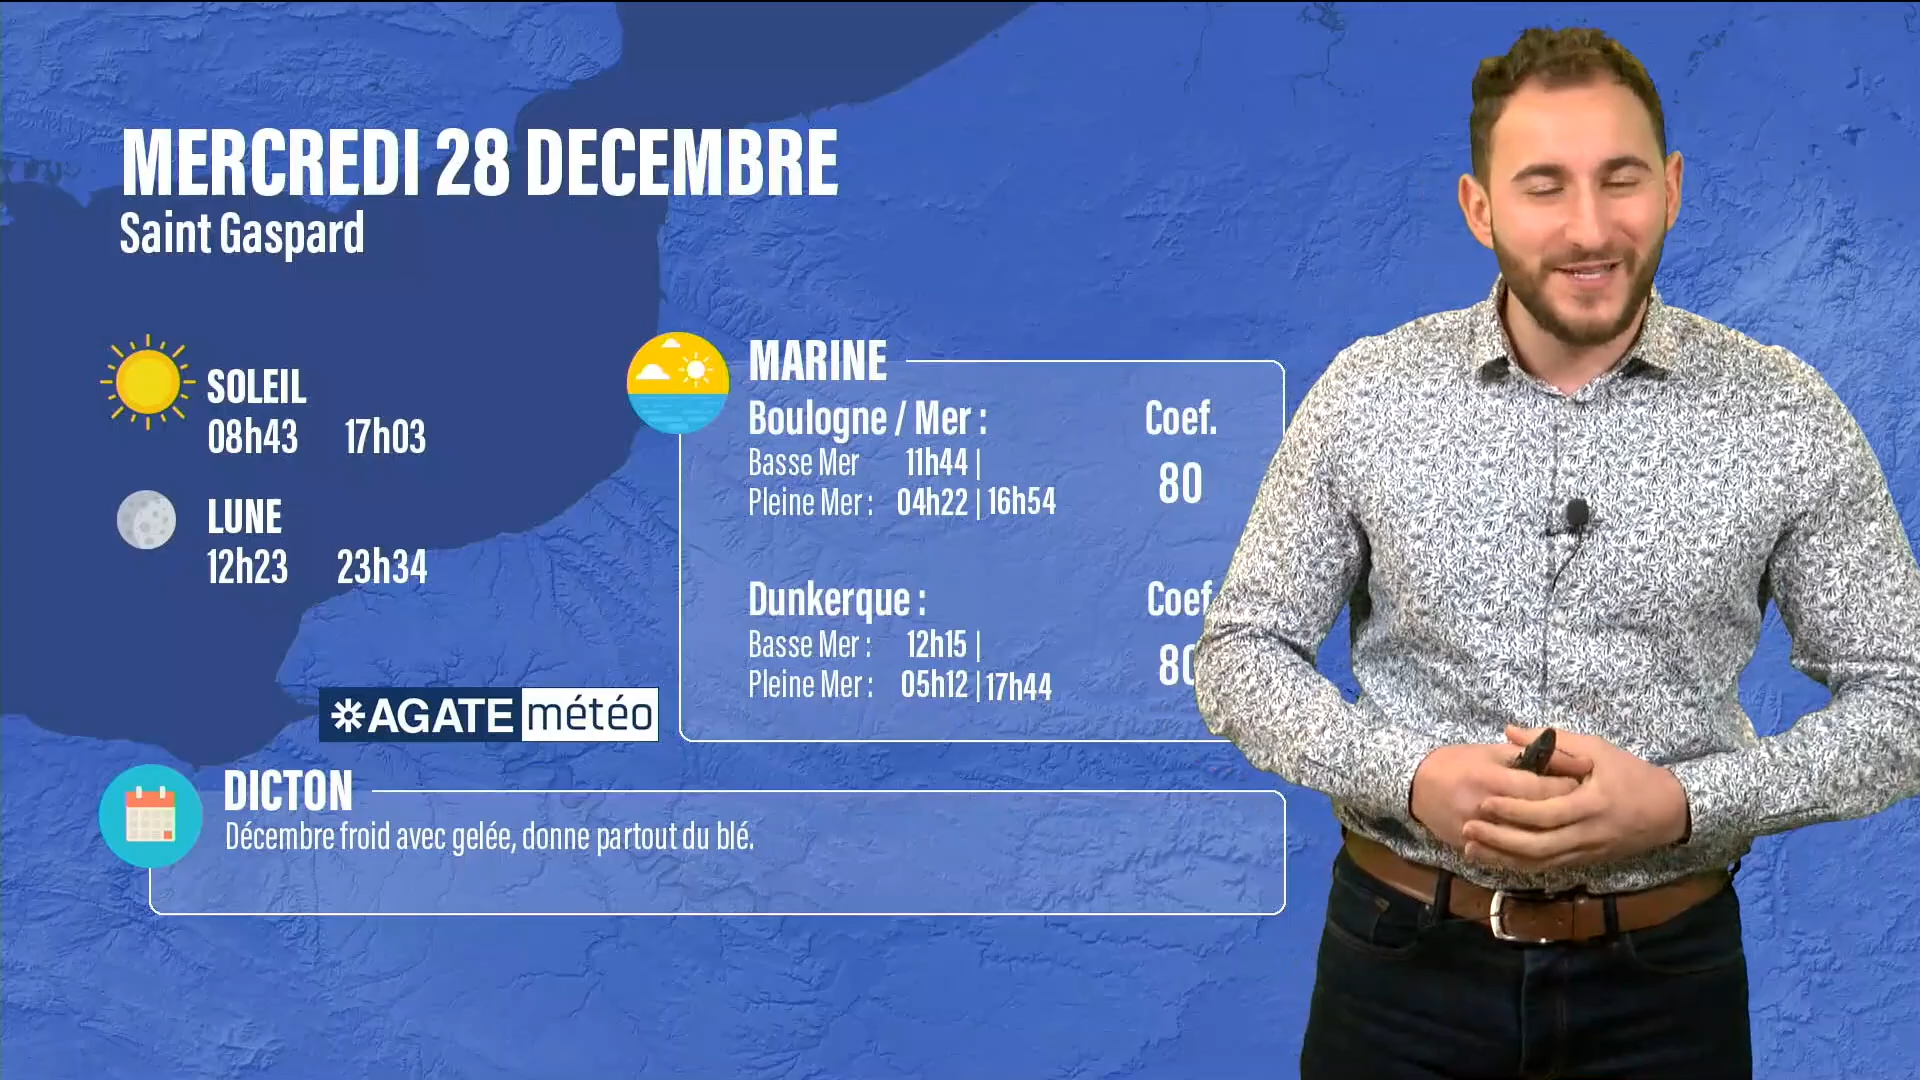 MERCREDI 28 DECEMBRE
Saint Gaspard
SOLEIL
08h43 17h03
LUNE
12h23 23h34
MARINE
Boulogne / Mer : Coef.
Basse Mer 11h44 |
80
Pleine Mer : 04h22 | 16h54
Dunkerque : Coef
Basse Mer : 12h15 |
80
Pleine Mer : 05h12 | 17h44
AGATE météo
DICTON
Décembre froid avec gelée, donne partout du blé.